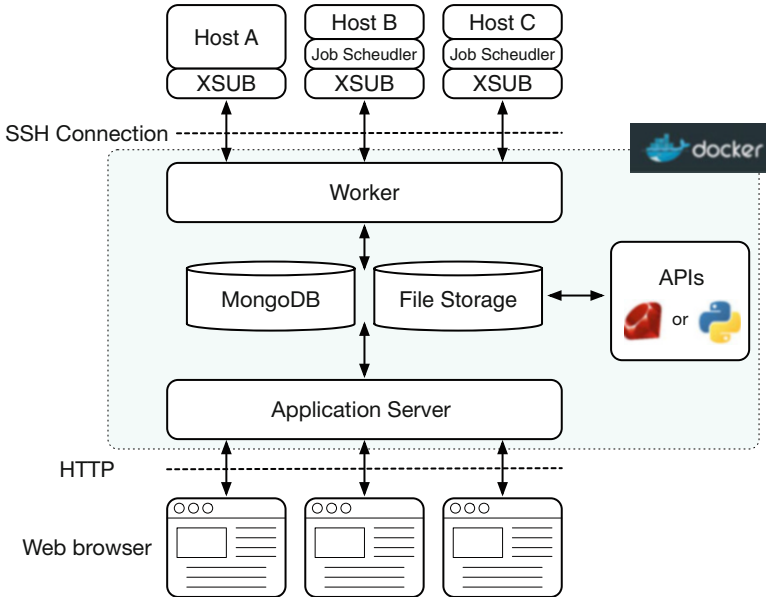 Host A
Host B
Host C
Job Scheudler
Job Scheudler
XSUB
XSUB
XSUB
SSH Connection
docker
Worker
MongoDB
File Storage
APIs
or
Application Server
HTTP
Web browser